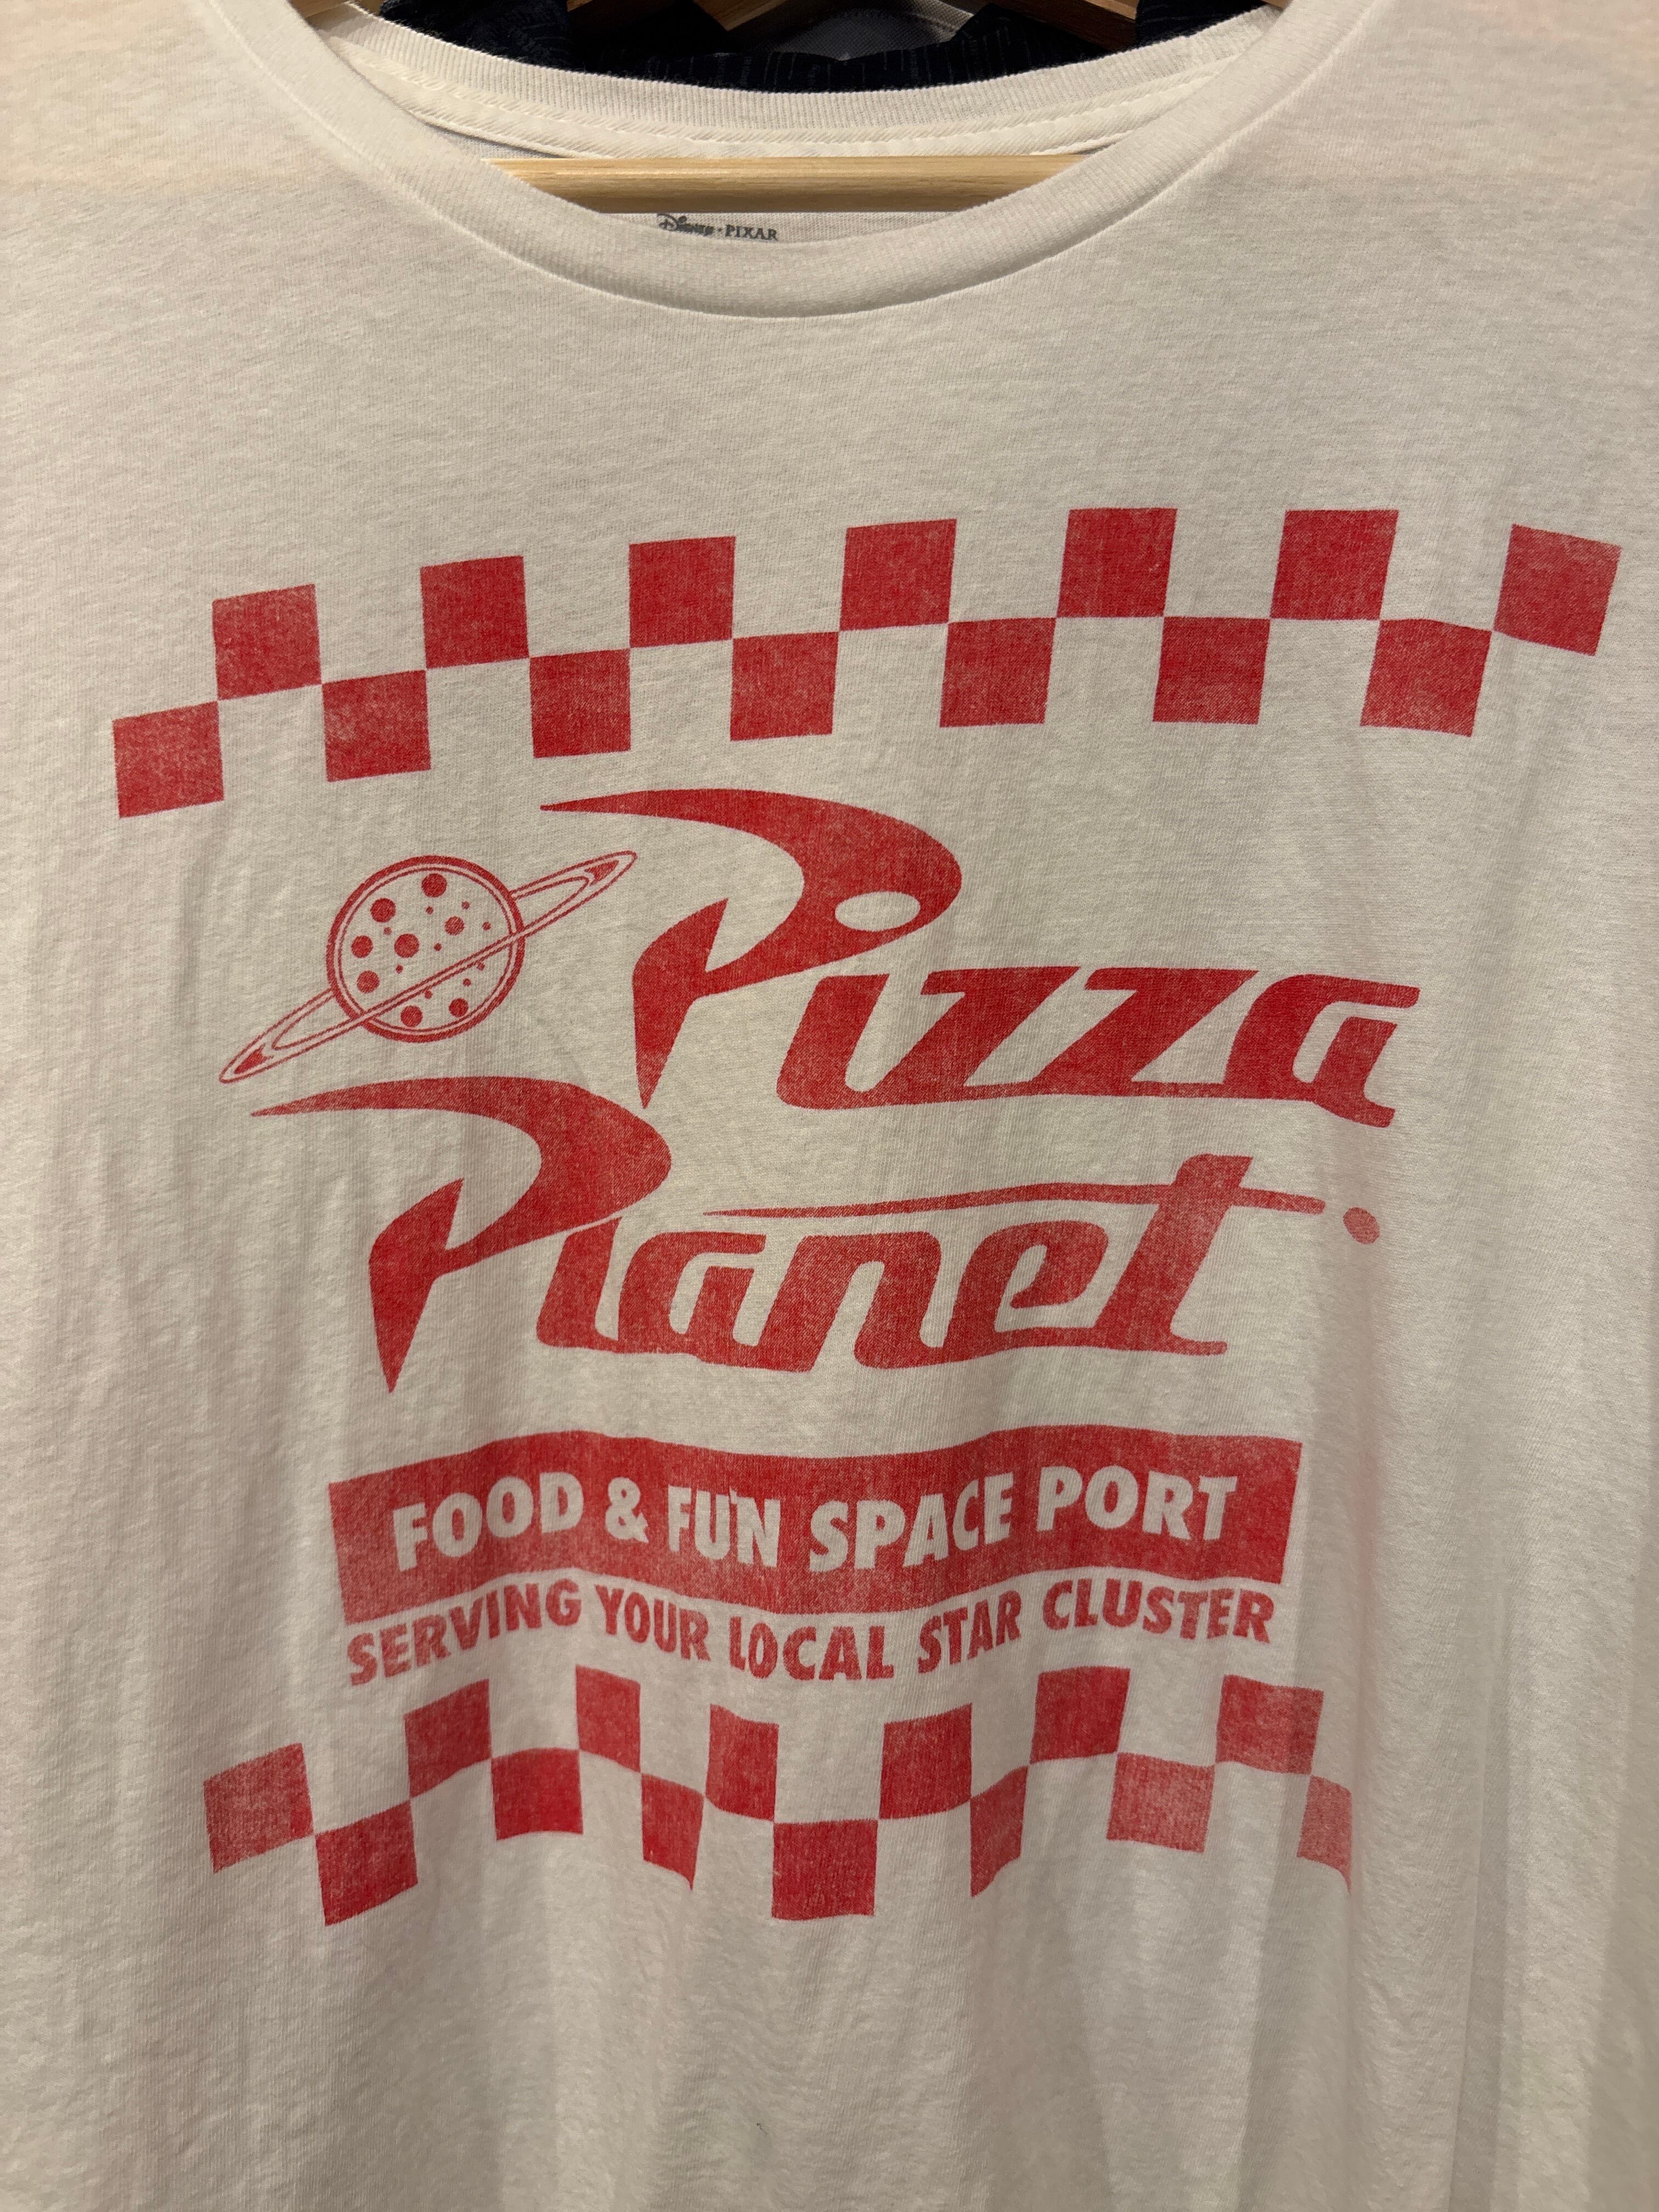 Disney • PIXAR
Pizza
Planet
FOOD & FUN SPACE PORT
SERVING YOUR LOCAL STAR CLUSTER